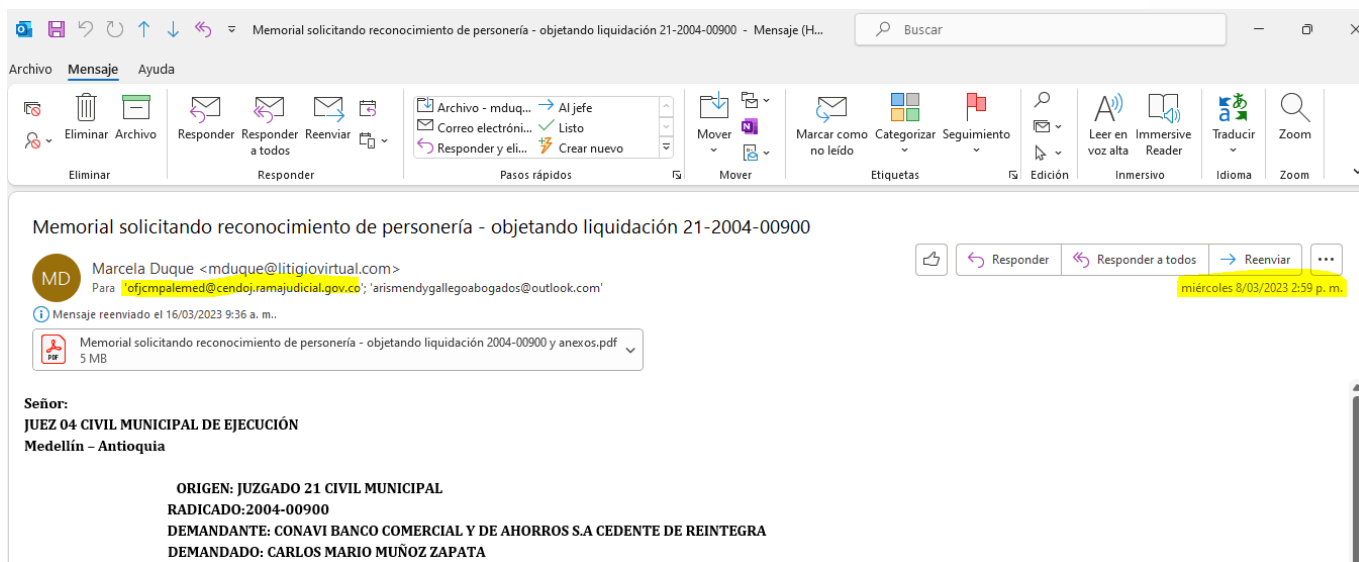 Memorial solicitando reconocimiento de personería - objetando liquidación 21-2004-00900 - Mensaje (H...
Buscar
Archivo Mensaje Ayuda
Eliminar Archivo
Responder Responder a todos Reenviar
Archivo - mduq... Al jefe
Correo electróni... Listo
Responder y eli... Crear nuevo
Mover
Marcar como no leído Categorizar Seguimiento
Leer en voz alta Immersive Reader
Traducir
Zoom
Eliminar Responder Pasos rápidos Mover Etiquetas Edición Inmersivo Idioma Zoom
Memorial solicitando reconocimiento de personería - objetando liquidación 21-2004-00900
MD
Marcela Duque <mduque@litigiovirtual.com>
Para 'ofjcmpalemed@cendoj.ramajudicial.gov.co'; 'arismendygallegoabogados@outlook.com'
Responder Responder a todos Reenviar
miércoles 8/03/2023 2:59 p. m.
Mensaje reenviado el 16/03/2023 9:36 a. m..
PDF
Memorial solicitando reconocimiento de personería - objetando liquidación 2004-00900 y anexos.pdf
5 MB
Señor:
JUEZ 04 CIVIL MUNICIPAL DE EJECUCIÓN
Medellín – Antioquia
ORIGEN: JUZGADO 21 CIVIL MUNICIPAL
RADICADO:2004-00900
DEMANDANTE: CONAVI BANCO COMERCIAL Y DE AHORROS S.A CEDENTE DE REINTEGRA
DEMANDADO: CARLOS MARIO MUÑOZ ZAPATA